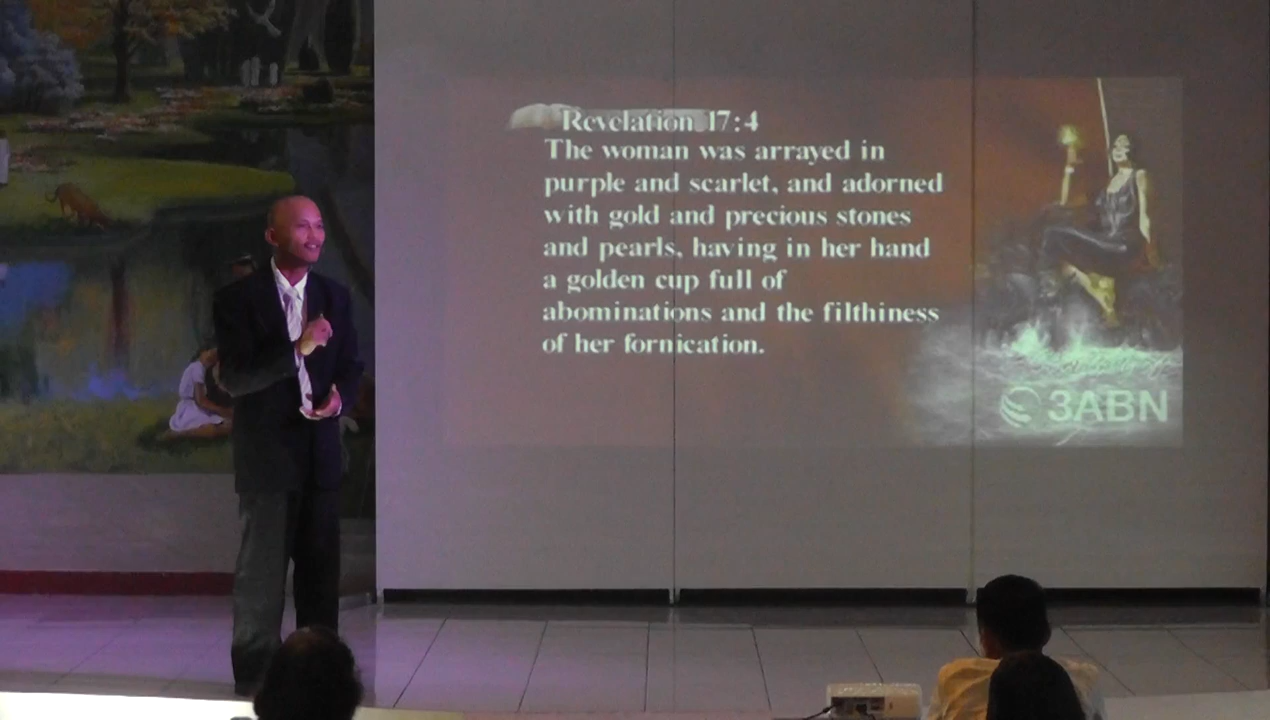 Revelation 17:4
The woman was arrayed in
purple and scarlet, and adorned
with gold and precious stones
and pearls, having in her hand
a golden cup full of
abominations and the filthiness
of her fornication.
3ABN